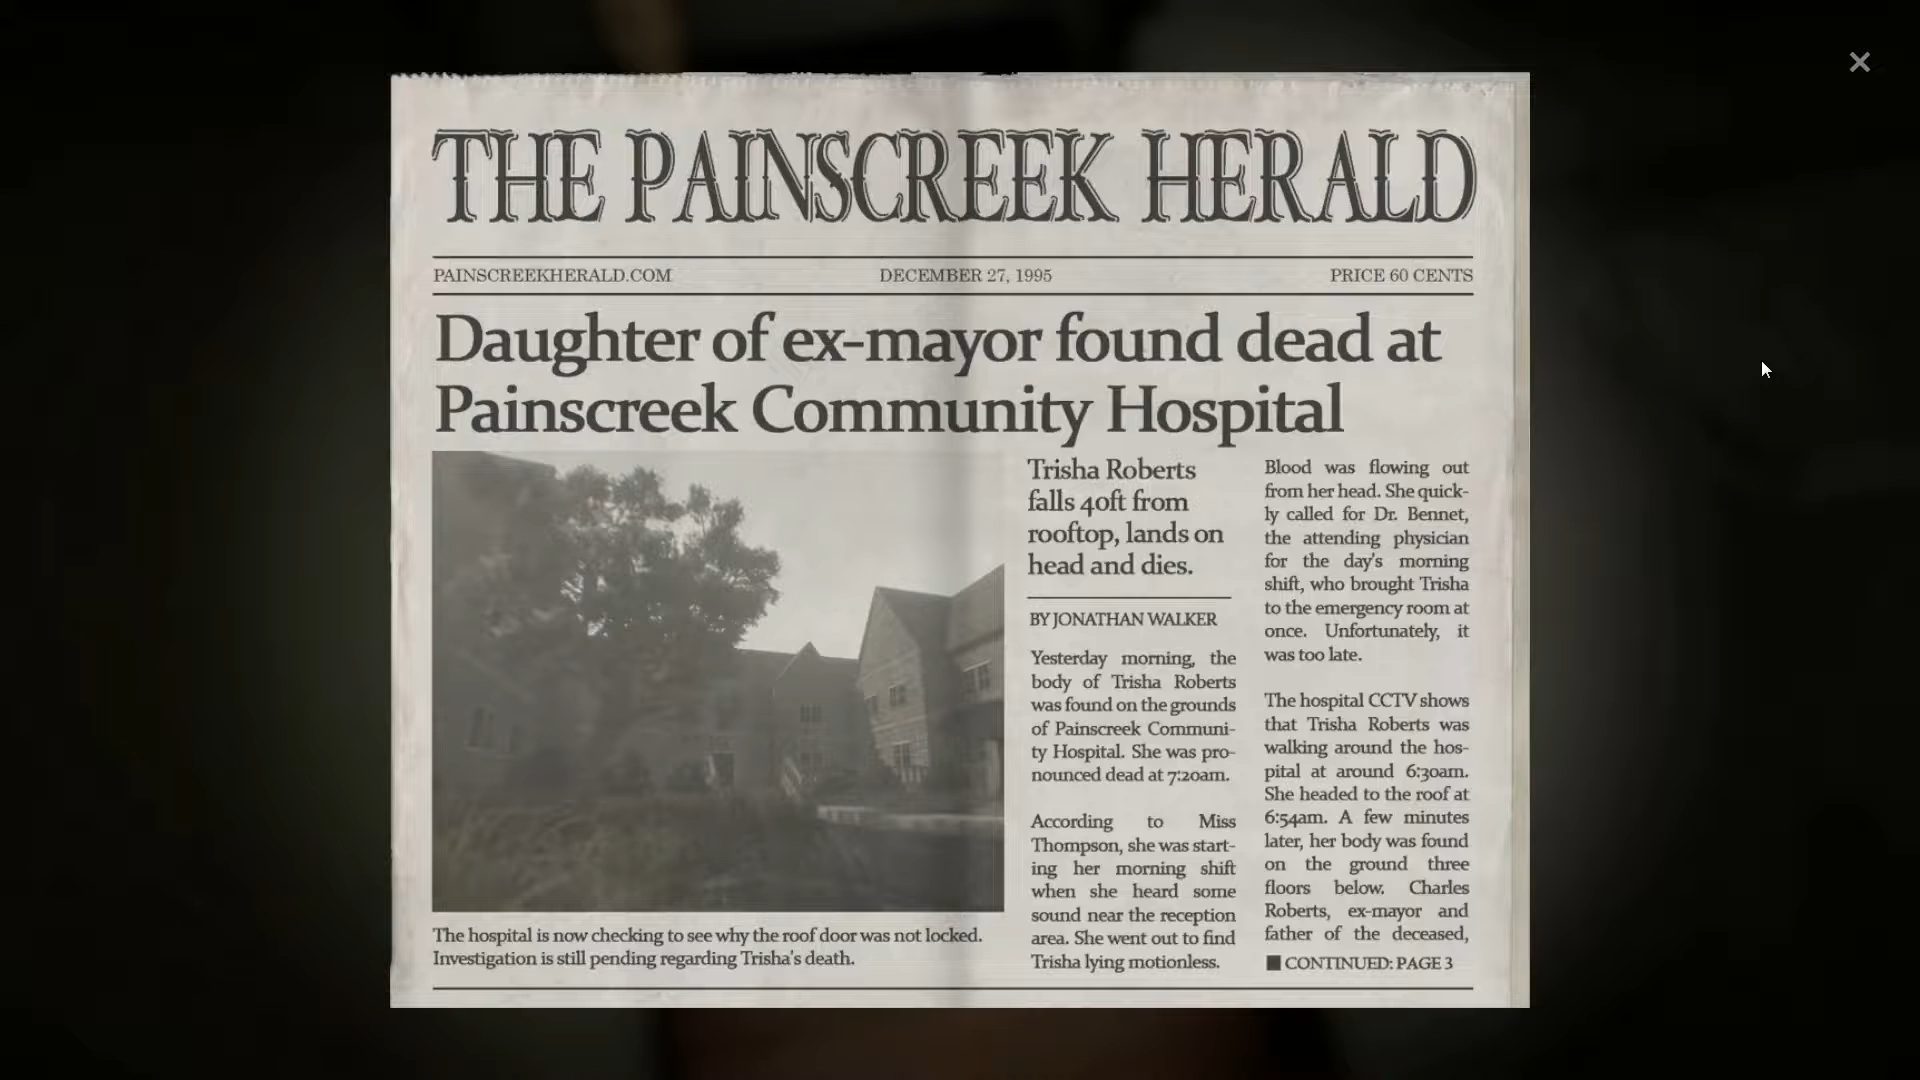 THE PAINSCREEK HERALD
PAINSCREEKHERALD.COM DECEMBER 27, 1995 PRICE 60 CENTS
Daughter of ex-mayor found dead at
Painscreek Community Hospital
Trisha Roberts
falls 40ft from
rooftop, lands on
head and dies.
BY JONATHAN WALKER
Yesterday morning, the
body of Trisha Roberts
was found on the grounds
of Painscreek Communi-
ty Hospital. She was pro-
nounced dead at 7:20am.
According to Miss
Thompson, she was start-
ing her morning shift
when she heard some
sound near the reception
area. She went out to find
Trisha lying motionless.
Blood was flowing out
from her head. She quick-
ly called for Dr. Bennet,
the attending physician
for the day's morning
shift, who brought Trisha
to the emergency room at
once. Unfortunately, it
was too late.
The hospital CCTV shows
that Trisha Roberts was
walking around the hos-
pital at around 6:30am.
She headed to the roof at
6:54am. A few minutes
later, her body was found
on the ground three
floors below. Charles
Roberts, ex-mayor and
father of the deceased,
■ CONTINUED: PAGE 3
The hospital is now checking to see why the roof door was not locked.
Investigation is still pending regarding Trisha's death.